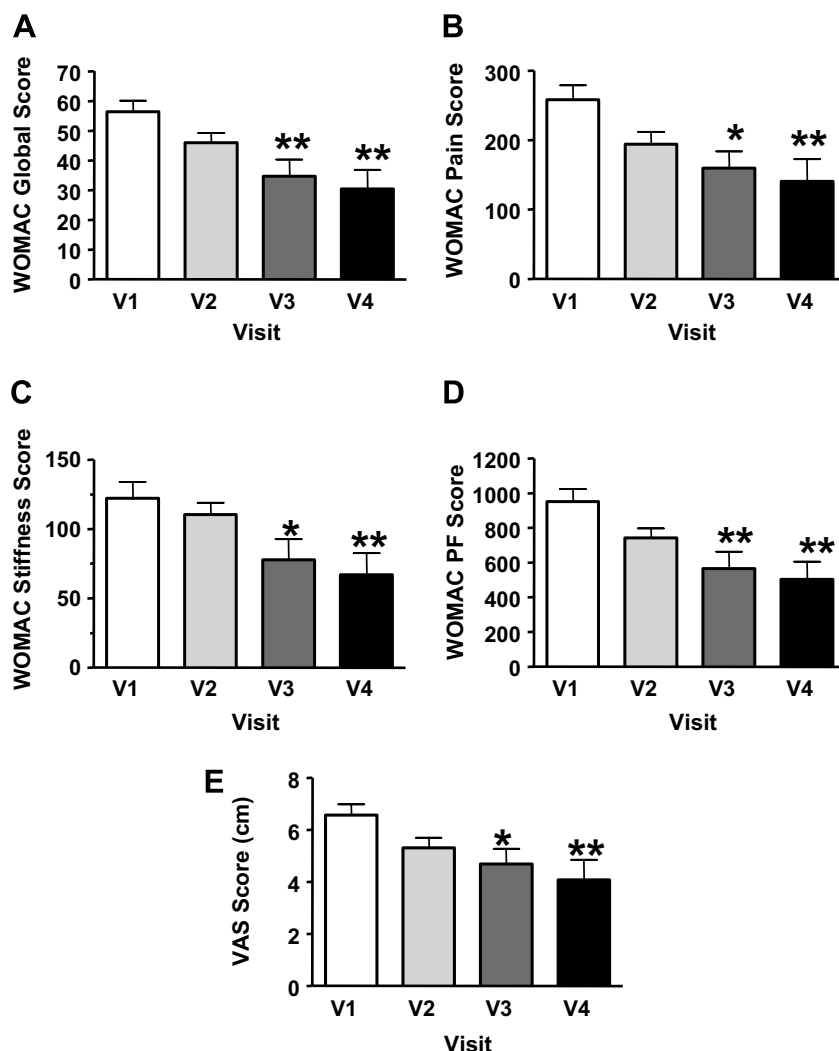 A
WOMAC Global Score
70
60
50
40
30
20
10
0
**
**
V1 V2 V3 V4
Visit
B
WOMAC Pain Score
300
200
100
0
*
**
V1 V2 V3 V4
Visit
C
WOMAC Stiffness Score
150
100
50
0
*
**
V1 V2 V3 V4
Visit
D
WOMAC PF Score
1200
1000
800
600
400
200
0
**
**
V1 V2 V3 V4
Visit
E
VAS Score (cm)
8
6
4
2
0
*
**
V1 V2 V3 V4
Visit